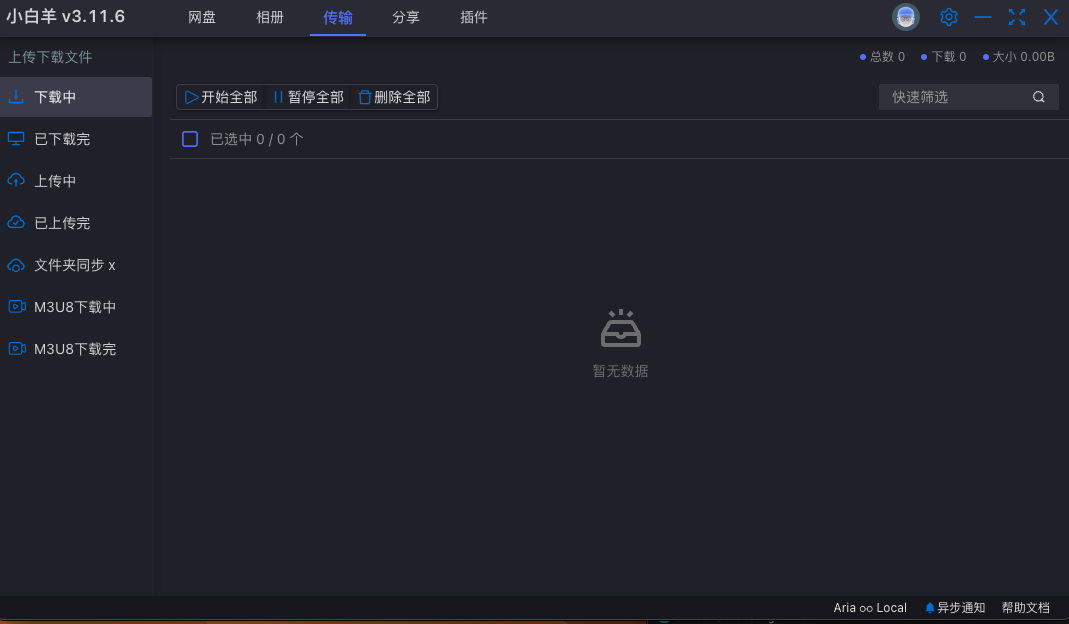 小白羊 v3.11.6
网盘 相册 传输 分享 插件
上传下载文件
总数 0 下载 0 大小 0.00B
下载中
已下载完
上传中
已上传完
文件夹同步 x
M3U8下载中
M3U8下载完
开始全部 暂停全部 删除全部
快速筛选
已选中 0 / 0 个
暂无数据
Aria ∞ Local 异步通知 帮助文档